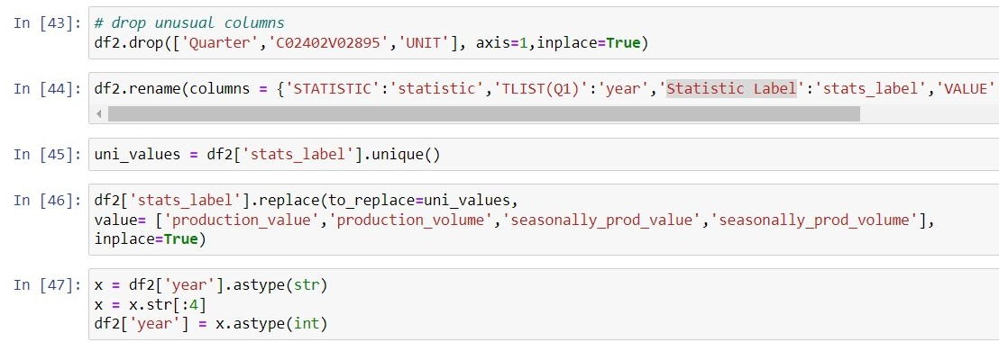 In [43]: # drop unusual columns
df2.drop(['Quarter','C02402V02895','UNIT'], axis=1,inplace=True)
In [44]: df2.rename(columns = {'STATISTIC':'statistic','TLIST(Q1)':'year','Statistic Label':'stats_label','VALUE'
In [45]: uni_values = df2['stats_label'].unique()
In [46]: df2['stats_label'].replace(to_replace=uni_values,
value= ['production_value','production_volume','seasonally_prod_value','seasonally_prod_volume'],
inplace=True)
In [47]: x = df2['year'].astype(str)
x = x.str[:4]
df2['year'] = x.astype(int)